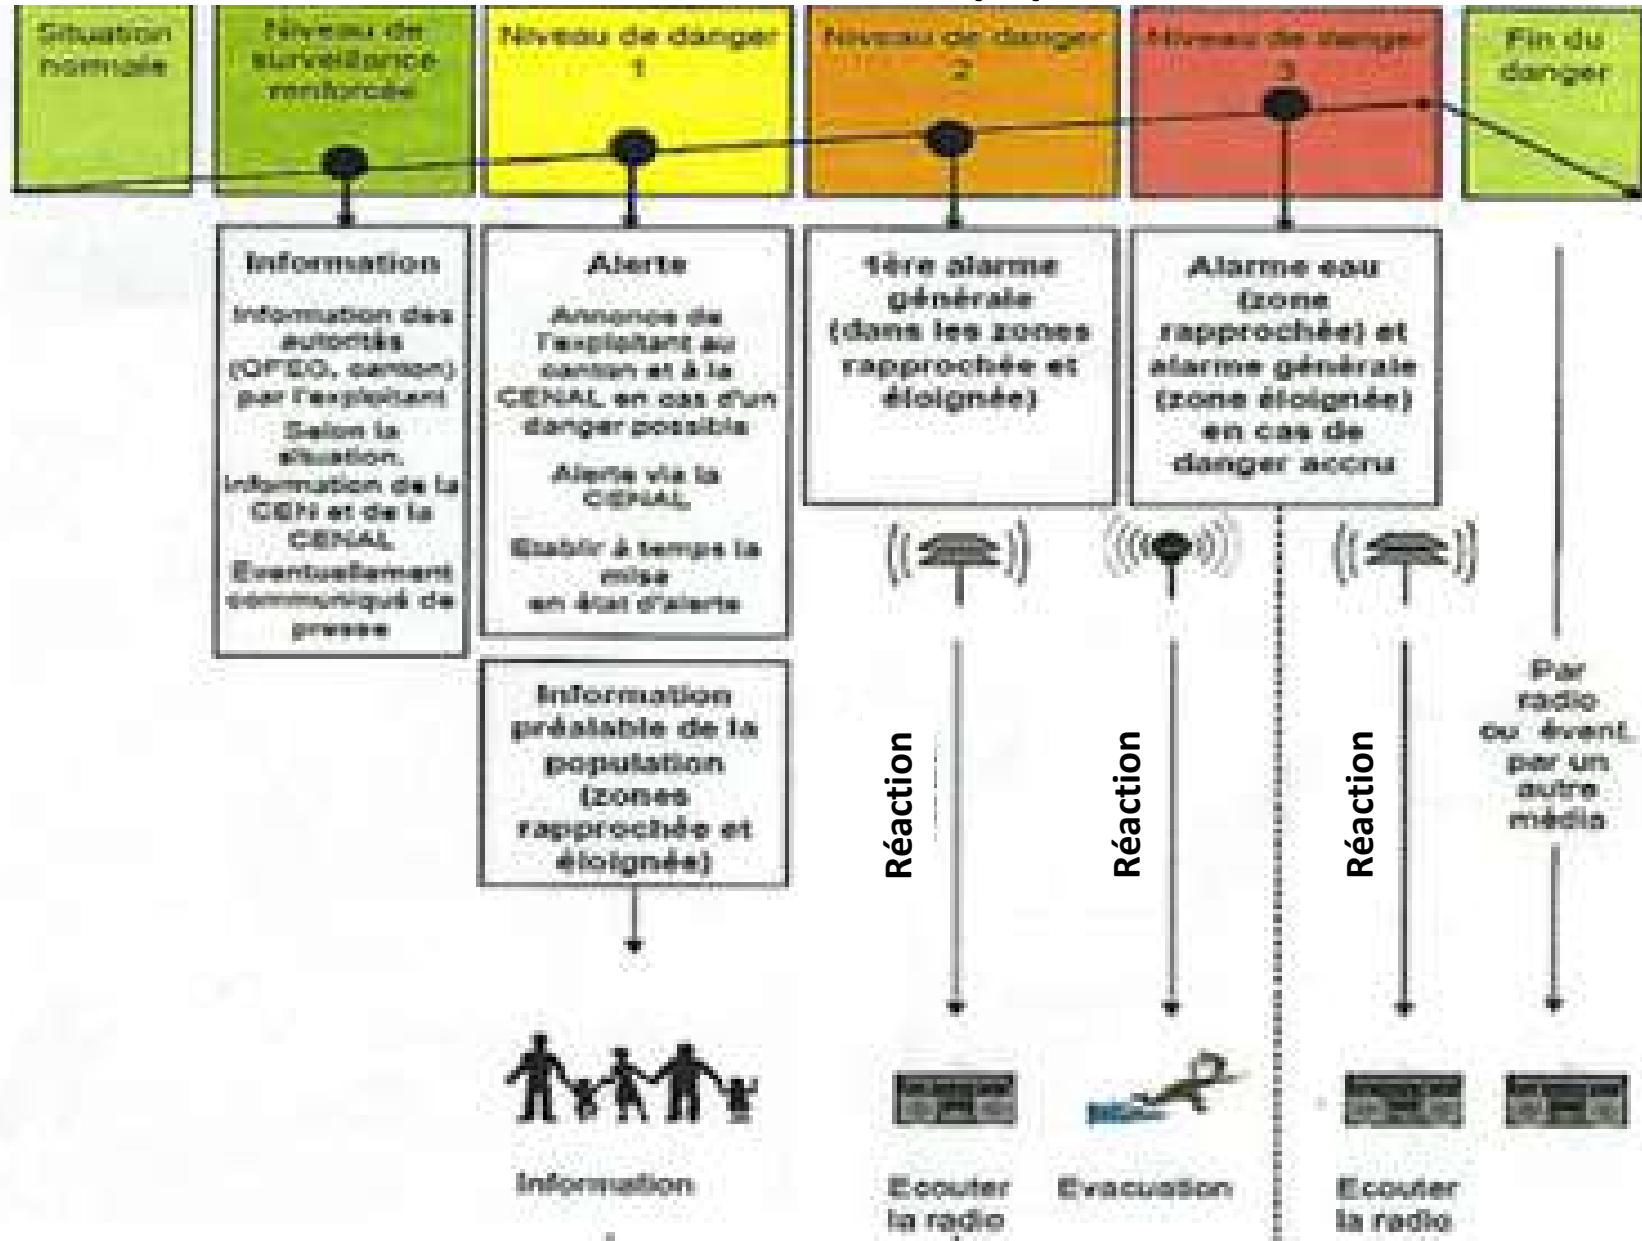 Situation
normale
Niveau de
surveillance
renforcée
Niveau de danger
1
Niveau de danger
2
Niveau de danger
3
Fin du
danger
Information
Information des
autorités
(OFEG, canton)
par l'exploitant
Selon la
situation,
information de la
CEN et de la
CENAL
Eventuellement
communiqué de
presse
Alerte
Annonce de
l'exploitant au
canton et à la
CENAL en cas d'un
danger possible
Alerte via la
CENAL
Etablir à temps la
mise
en état d'alerte
Information
préalable de la
population
(zones
rapprochée et
éloignée)
Information
1ère alarme
générale
(dans les zones
rapprochée et
éloignée)
Réaction
Ecouter
la radio
Alarme eau
(zone
rapprochée) et
alarme générale
(zone éloignée)
en cas de
danger accru
Réaction
Evacuation
Réaction
Ecouter
la radio
Par
radio
ou évent.
par un
autre
média